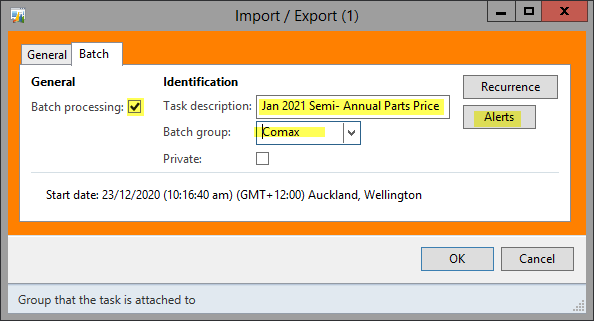 Import / Export (1)
General Batch
General Identification
Batch processing: Task description: Jan 2021 Semi- Annual Parts Price Recurrence
Batch group: Comax Alerts
Private:
Start date: 23/12/2020 (10:16:40 am) (GMT+12:00) Auckland, Wellington
OK Cancel
Group that the task is attached to